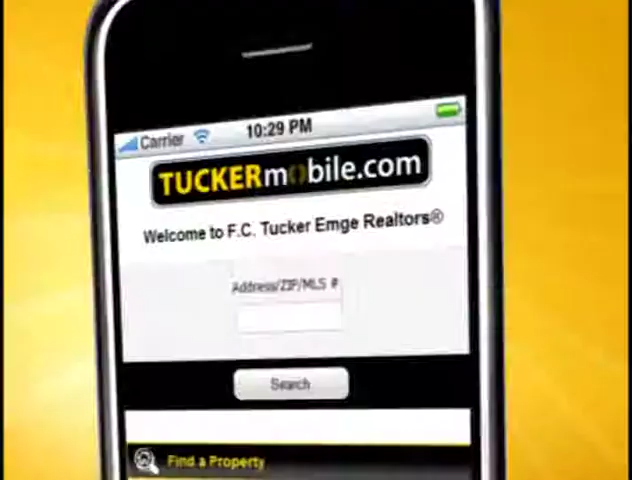 Carrier 10:29 PM
TUCKERmobile.com
Welcome to F.C. Tucker Emge Realtors®
Address/ZIP/MLS #
Search
Find a Property